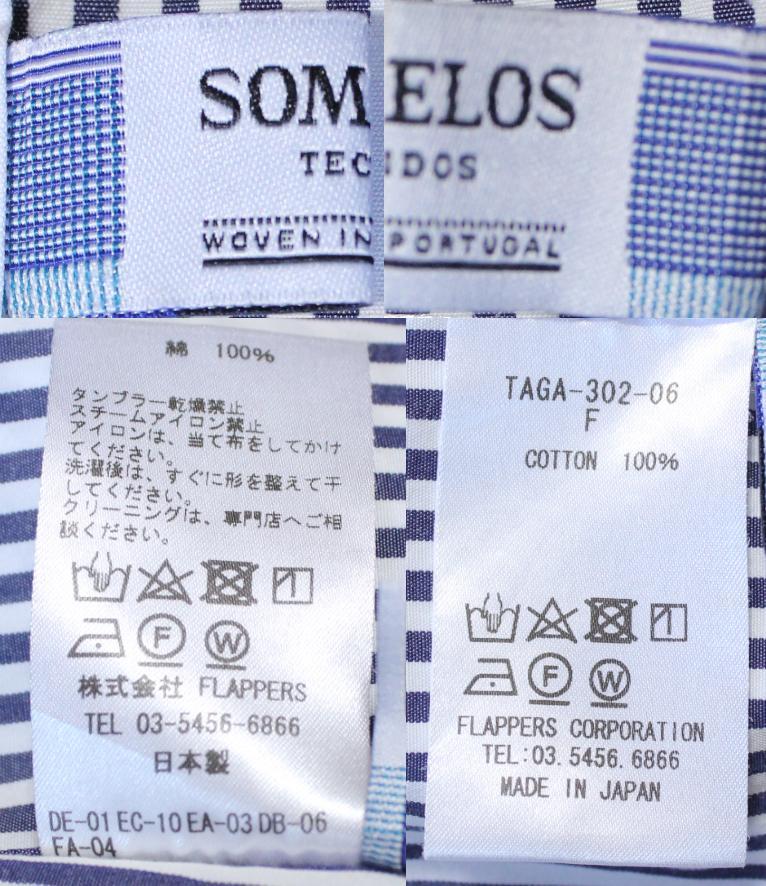 SOMELOS
TECIDOS
WOVEN IN PORTUGAL
綿 100%
タンブラー乾燥禁止
スチームアイロン禁止
アイロンは、当て布をしてかけ
てください。
洗濯後は、すぐに形を整えて干
してください。
クリーニングは、専門店へご相
談ください。
F W
株式会社 FLAPPERS
TEL 03-5456-6866
日本製
DE-01 EC-10 EA-03 DB-06
FA-04
TAGA-302-06
F
COTTON 100%
F W
FLAPPERS CORPORATION
TEL:03.5456.6866
MADE IN JAPAN